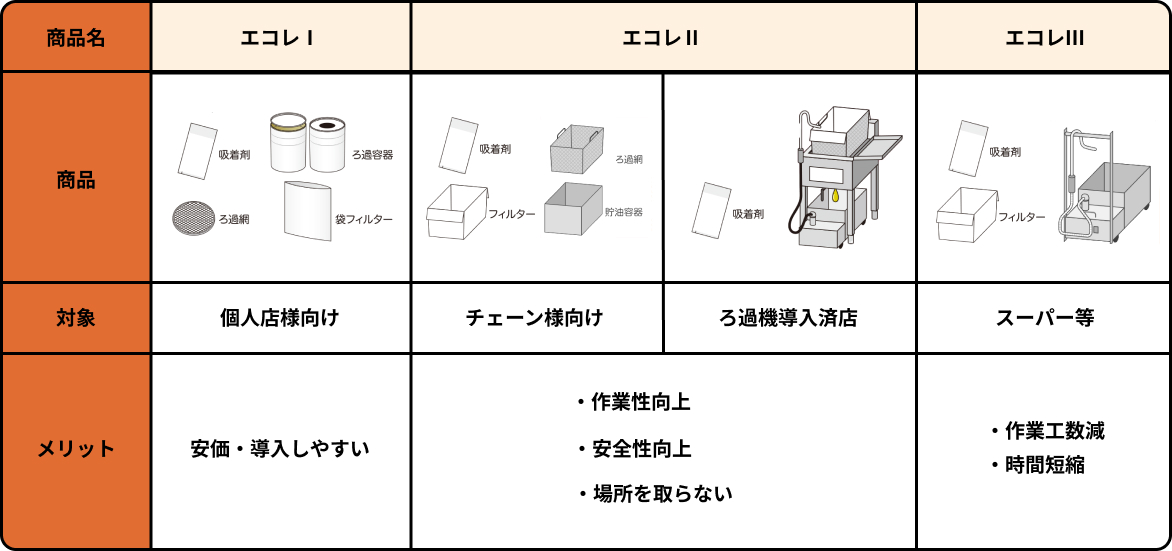 商品名
エコレⅠ
エコレⅡ
エコレⅢ
商品
吸着剤
ろ過容器
ろ過網
袋フィルター
吸着剤
ろ過網
フィルター
貯油容器
吸着剤
吸着剤
フィルター
対象
個人店様向け
チェーン様向け
ろ過機導入済店
スーパー等
メリット
安価・導入しやすい
・作業性向上
・安全性向上
・場所を取らない
・作業工数減
・時間短縮